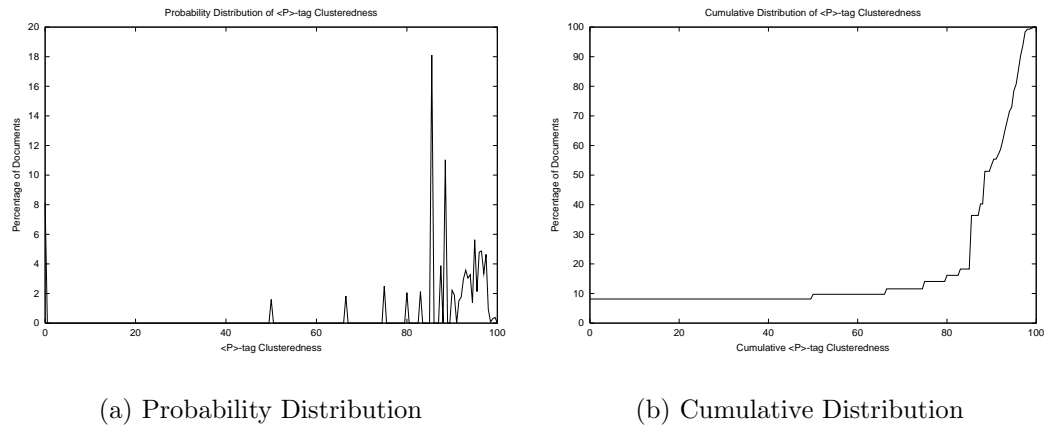 Probability Distribution of <P>-tag Clusteredness
20
18
16
14
12
10
8
6
4
2
0
Percentage of Documents
0 20 40 60 80 100
<P>-tag Clusteredness
(a) Probability Distribution
Cumulative Distribution of <P>-tag Clusteredness
100
90
80
70
60
50
40
30
20
10
0
Percentage of Documents
0 20 40 60 80 100
Cumulative <P>-tag Clusteredness
(b) Cumulative Distribution